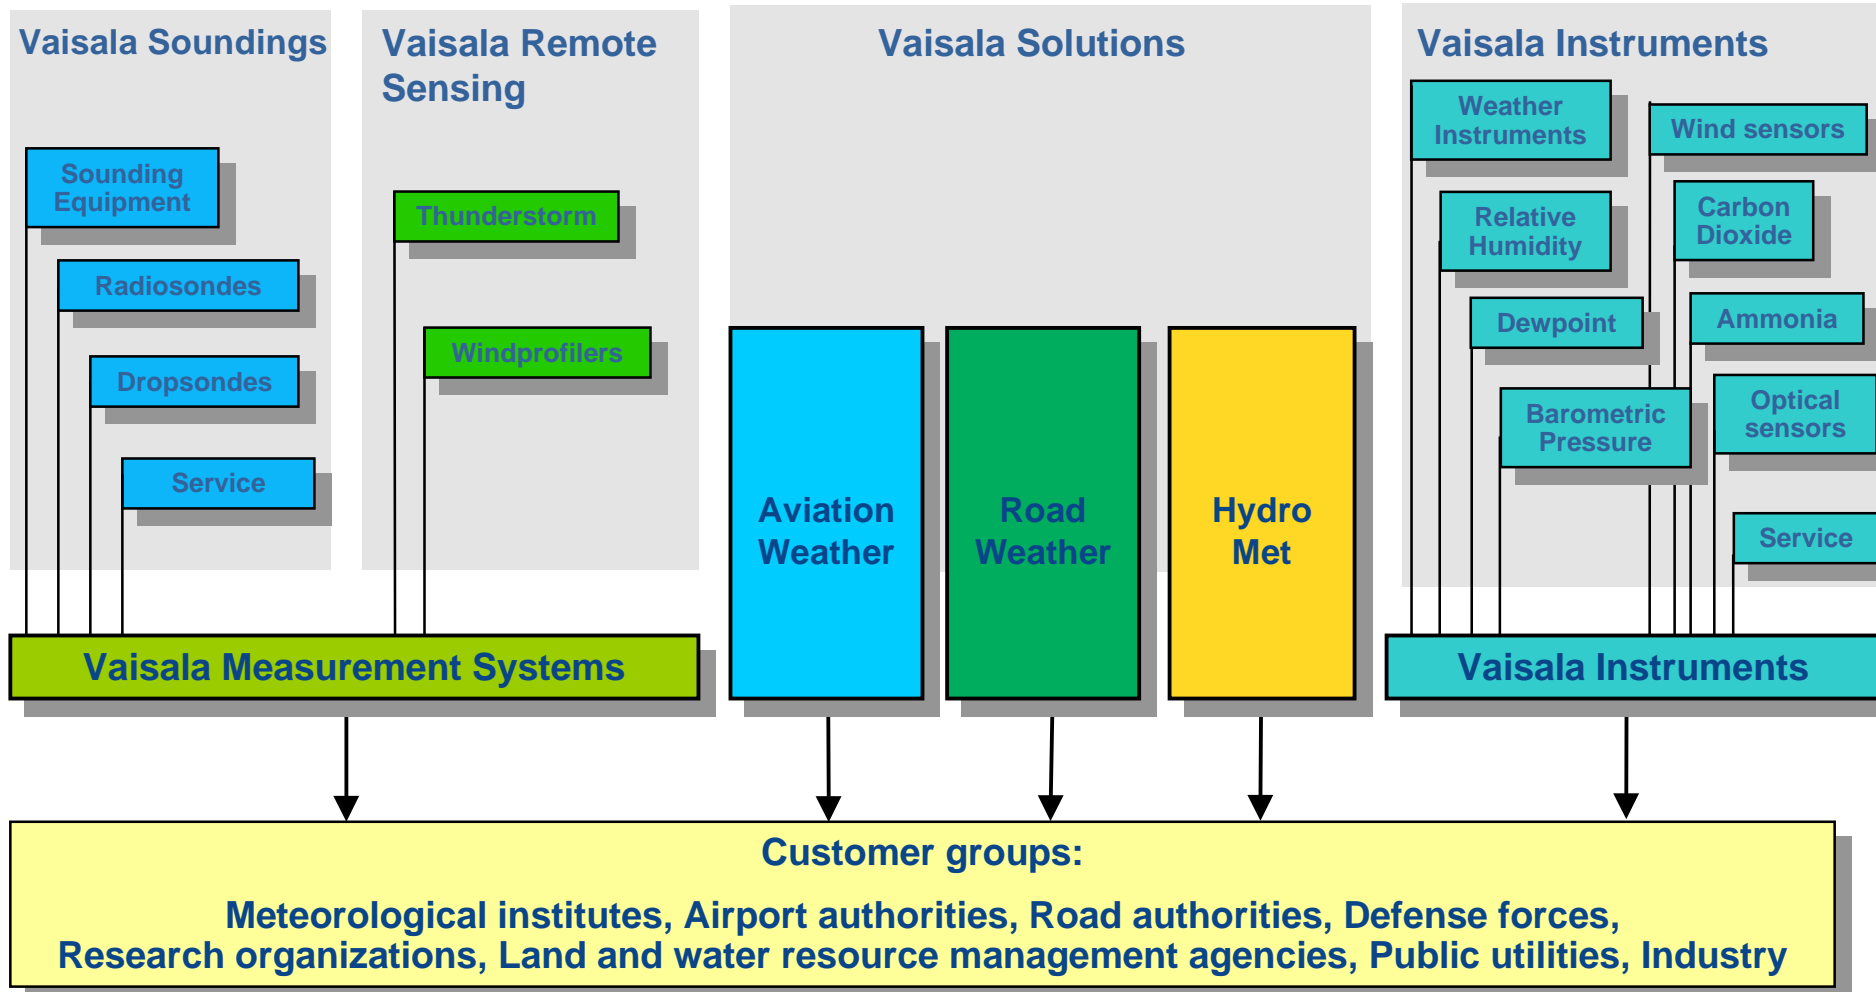 Vaisala Soundings
Sounding
Equipment
Radiosondes
Dropsondes
Service
Vaisala Remote
Sensing
Thunderstorm
Windprofilers
Vaisala Measurement Systems
Vaisala Solutions
Aviation
Weather
Road
Weather
Hydro
Met
Vaisala Instruments
Weather
Instruments
Relative
Humidity
Dewpoint
Barometric
Pressure
Wind sensors
Carbon
Dioxide
Ammonia
Optical
sensors
Service
Vaisala Instruments
Customer groups:
Meteorological institutes, Airport authorities, Road authorities, Defense forces,
Research organizations, Land and water resource management agencies, Public utilities, Industry